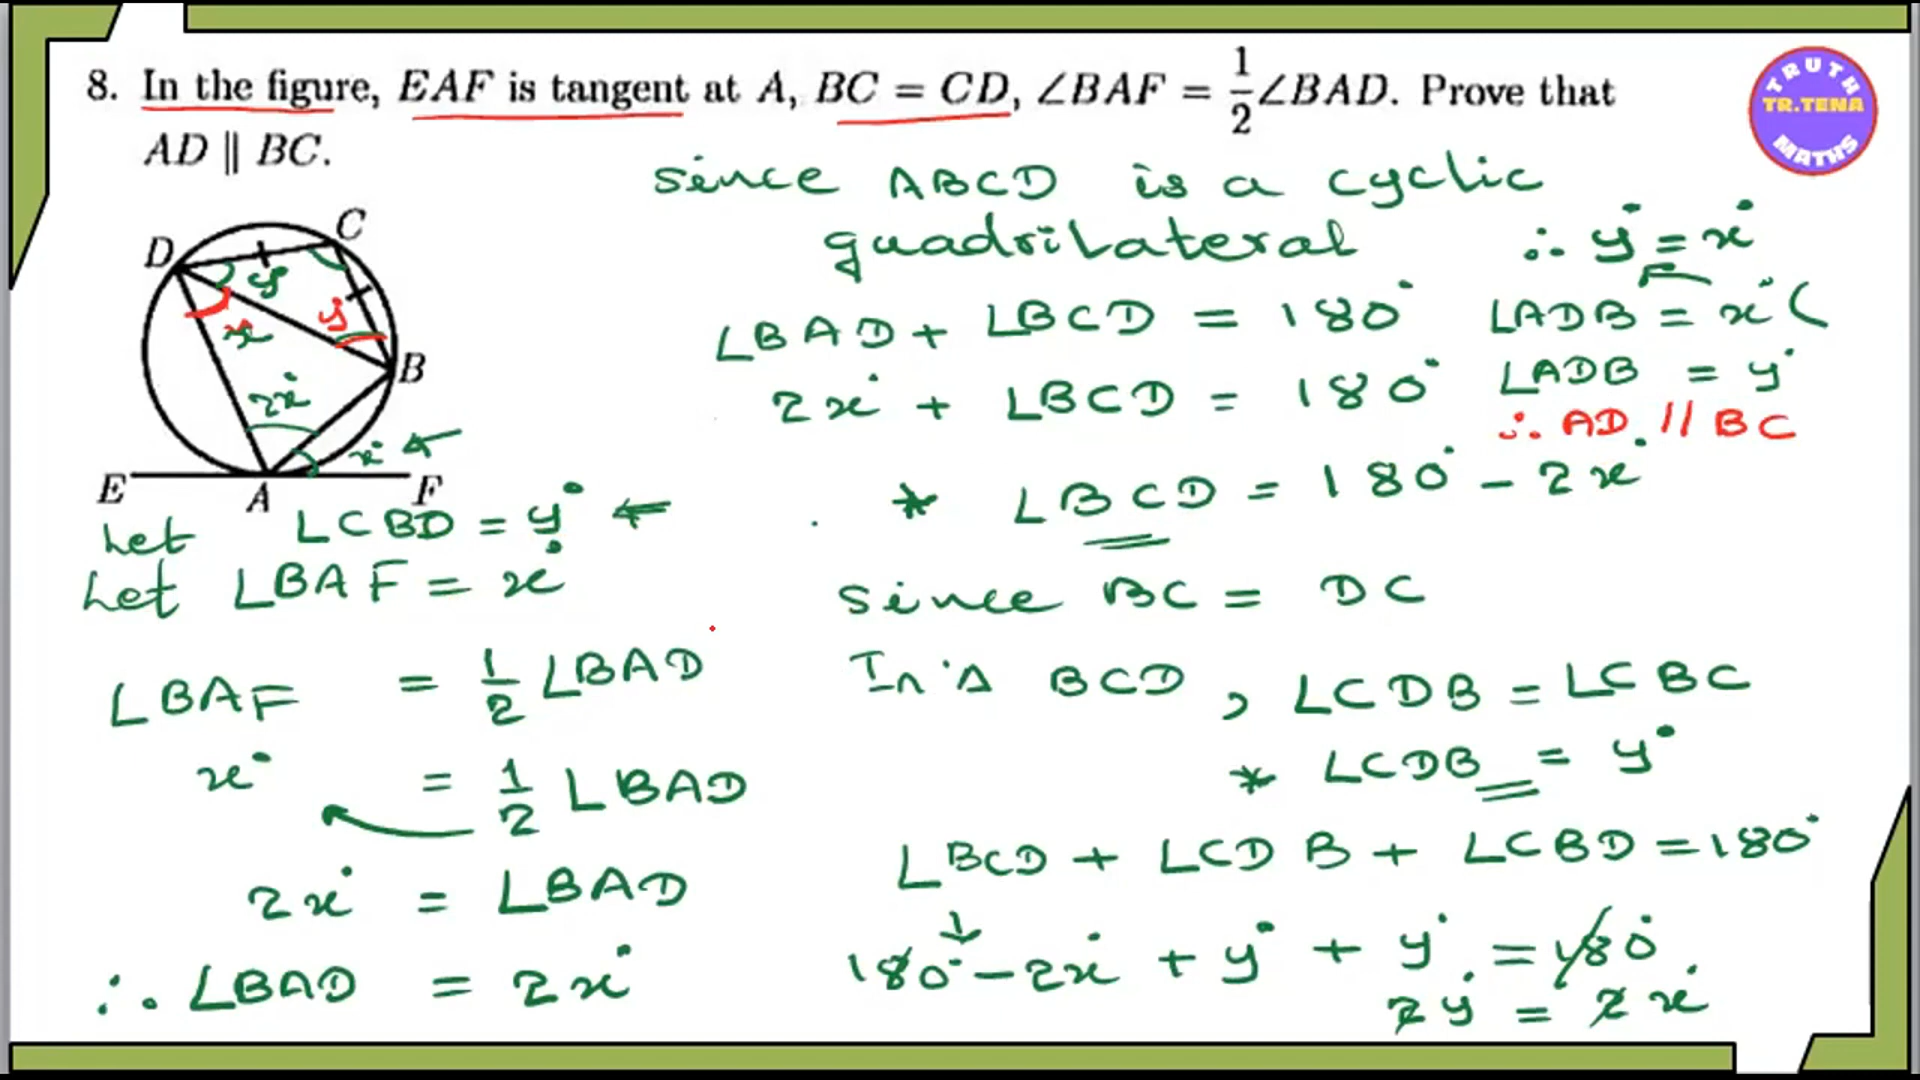 8. In the figure, EAF is tangent at A, BC = CD, ∠BAF = 1/2∠BAD. Prove that
AD ∥ BC.
TRUTH
TR.TENA
MATHS
D
C
y
x
y
B
2x°
x°
E
A
F
Let ∠CBD = y°
Let ∠BAF = x°
∠BAF = 1/2 ∠BAD
x° = 1/2 ∠BAD
2x° = ∠BAD
∴ ∠BAD = 2x°
since ABCD is a cyclic
quadrilateral
∠BAD + ∠BCD = 180°
2x° + ∠BCD = 180°
* ∠BCD = 180° - 2x°
since BC = DC
In Δ BCD, ∠CDB = ∠CBC
* ∠CDB = y°
∠BCD + ∠CDB + ∠CBD = 180°
180° - 2x° + y° + y° = 180°
2y° = 2x°
∴ y° = x°
∠ADB = x° (
∠ADB = y°
∴ AD // BC